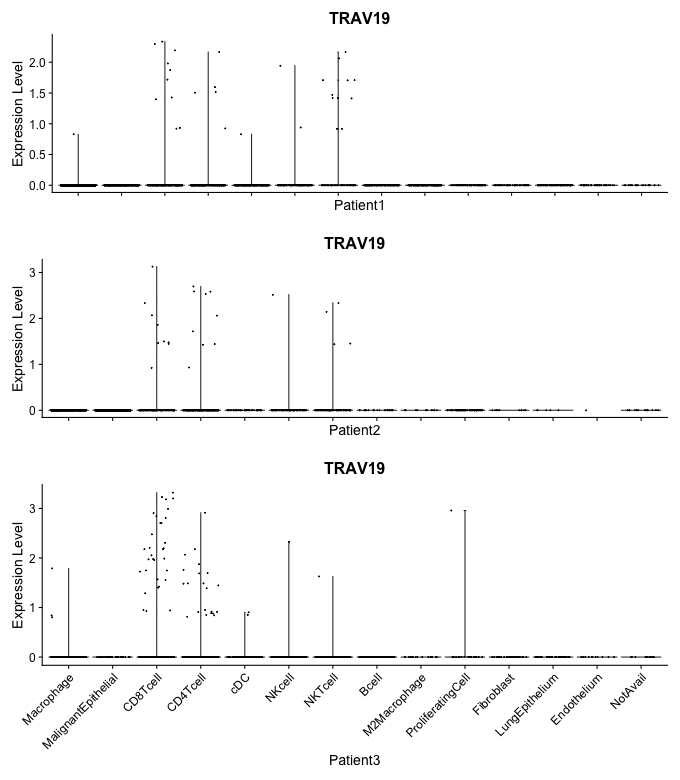 TRAV19
Expression Level
2.0
1.5
1.0
0.5
0.0
Patient1
TRAV19
Expression Level
3
2
1
0
Patient2
TRAV19
Expression Level
3
2
1
0
Macrophage
MalignantEpithelial
CD8Tcell
CD4Tcell
cDC
NKcell
NKTcell
Bcell
M2Macrophage
ProliferatingCell
Fibroblast
LungEpithelium
Endothelium
NotAvail
Patient3